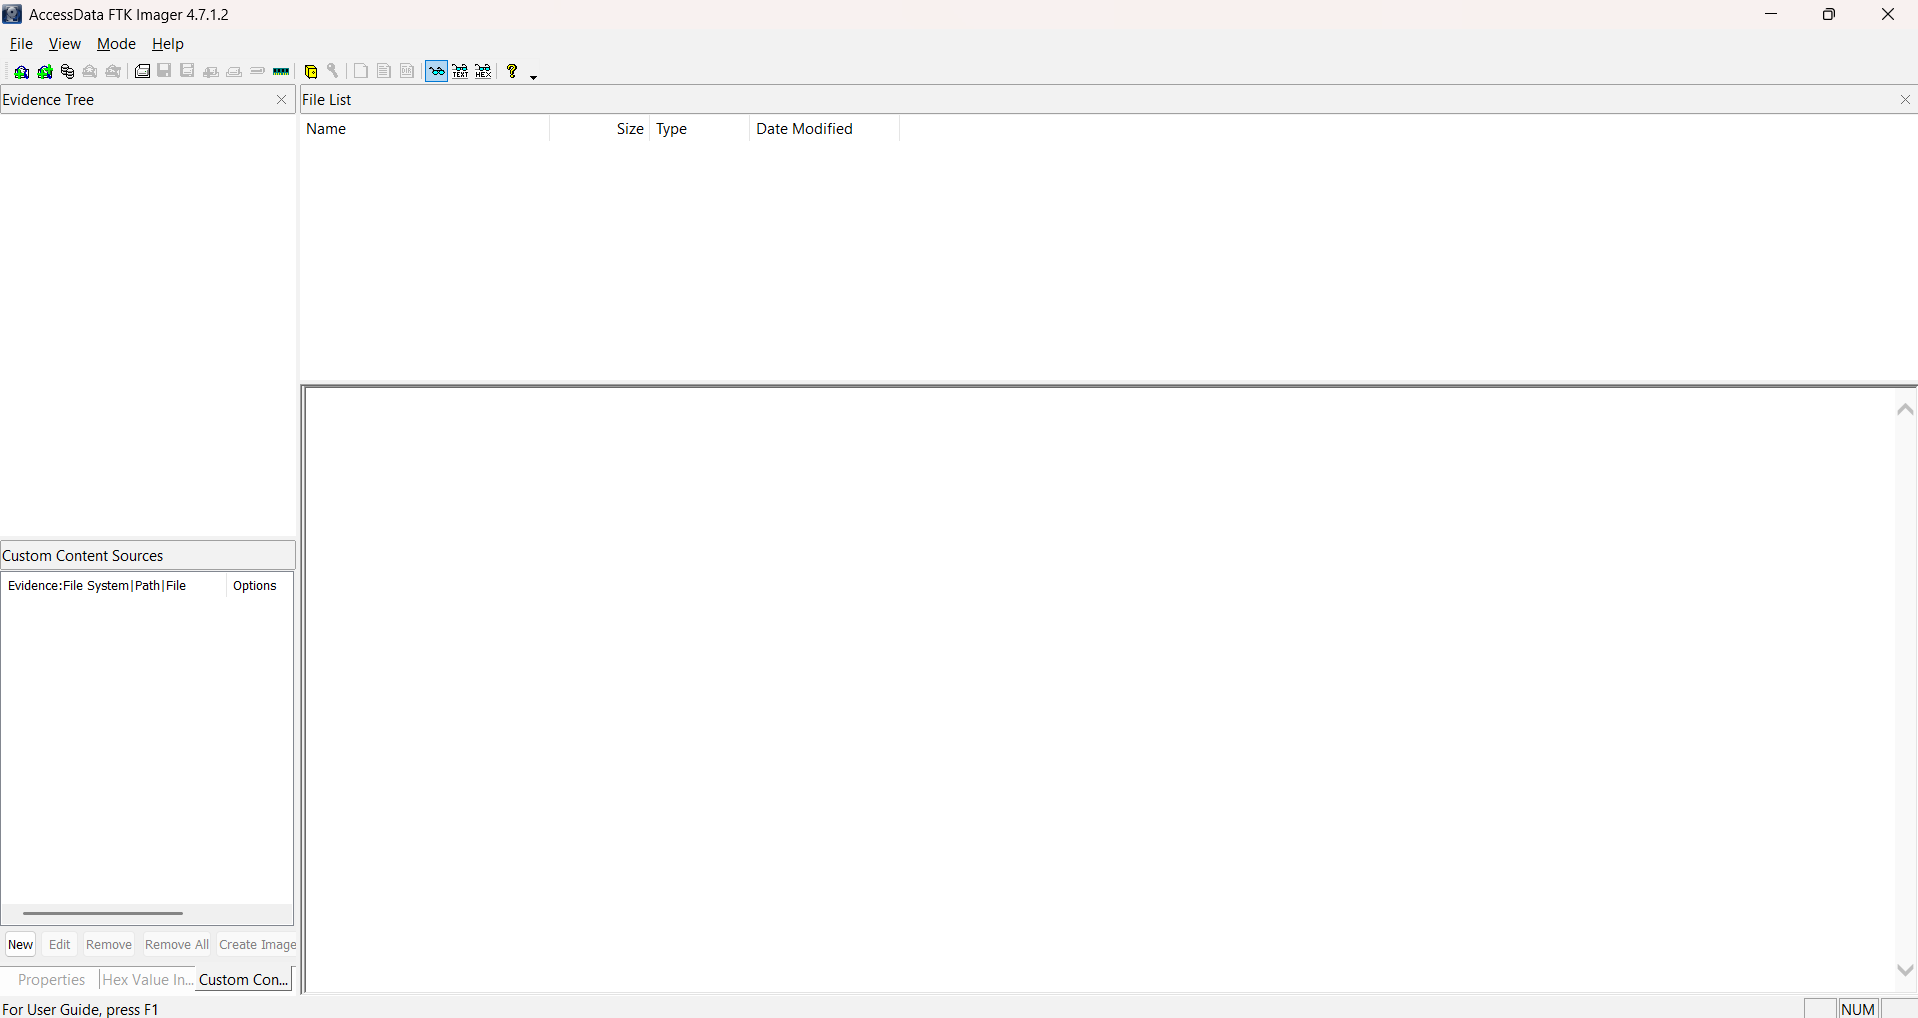 AccessData FTK Imager 4.7.1.2
File View Mode Help
TEXT HEX
Evidence Tree
File List
Name Size Type Date Modified
Custom Content Sources
Evidence:File System|Path|File Options
New Edit Remove Remove All Create Image
Properties Hex Value In... Custom Con...
For User Guide, press F1
NUM